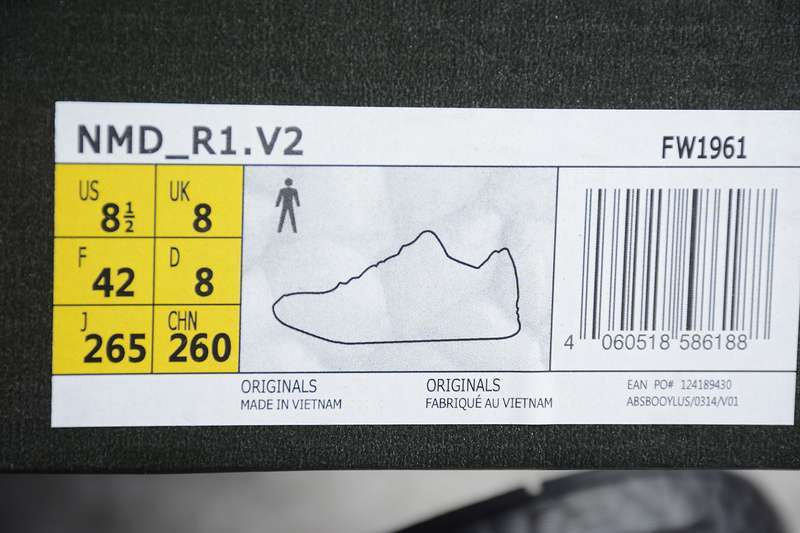 NMD_R1.V2
FW1961
US 8½ UK 8
F 42 D 8
J 265 CHN 260
4 060518 586188
ORIGINALS
MADE IN VIETNAM
ORIGINALS
FABRIQUÉ AU VIETNAM
EAN PO# 124189430
ABSBOOYLUS/0314/V01